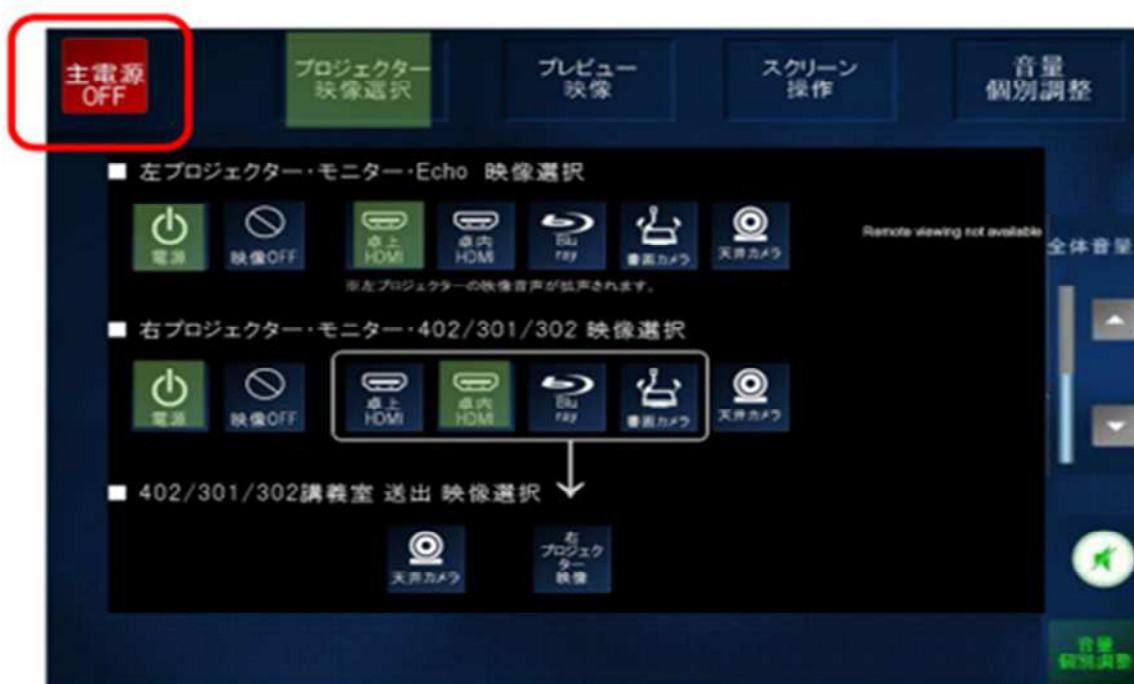 主電源
OFF
プロジェクター
映像選択
プレビュー
映像
スクリーン
操作
音量
個別調整
■ 左プロジェクター・モニター・Echo 映像選択
電源
映像OFF
卓上
HDMI
卓内
HDMI
Blu
ray
書画カメラ
天井カメラ
Remote viewing not available
全体音量
※左プロジェクターの映像音声が拡声されます。
■ 右プロジェクター・モニター・402/301/302 映像選択
電源
映像OFF
卓上
HDMI
卓内
HDMI
Blu
ray
書画カメラ
天井カメラ
■ 402/301/302講義室 送出 映像選択
天井カメラ
右
プロジェク
ター
映像
音量
個別調整